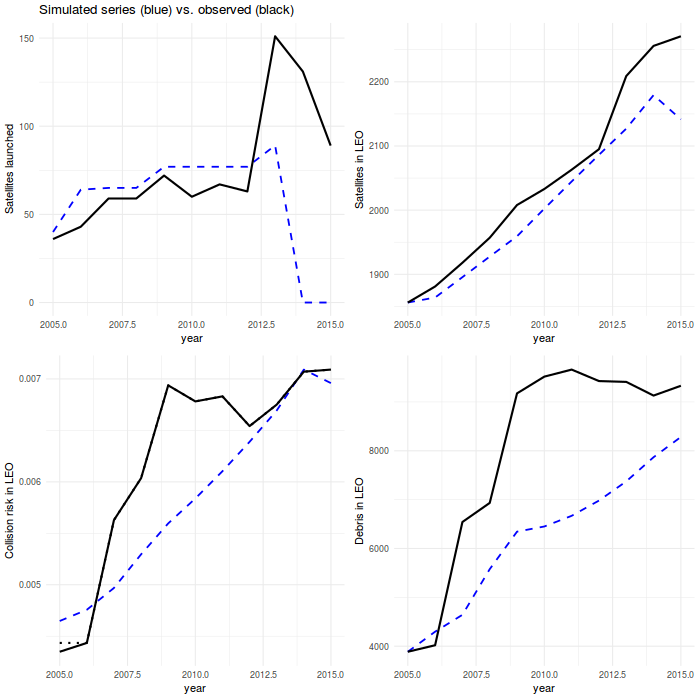 Simulated series (blue) vs. observed (black)
Satellites launched
150
100
50
0
2005.0 2007.5 2010.0 2012.5 2015.0
year
Satellites in LEO
2200
2100
2000
1900
2005.0 2007.5 2010.0 2012.5 2015.0
year
Collision risk in LEO
0.007
0.006
0.005
2005.0 2007.5 2010.0 2012.5 2015.0
year
Debris in LEO
8000
6000
4000
2005.0 2007.5 2010.0 2012.5 2015.0
year